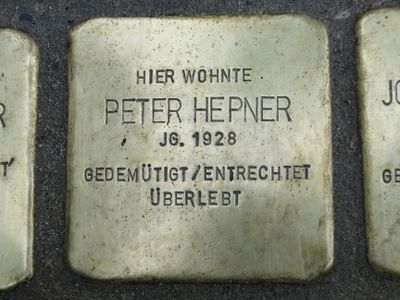 HIER WOHNTE
PETER HEPNER
JG. 1928
GEDEMÜTIGT/ENTRECHTET
ÜBERLEBT